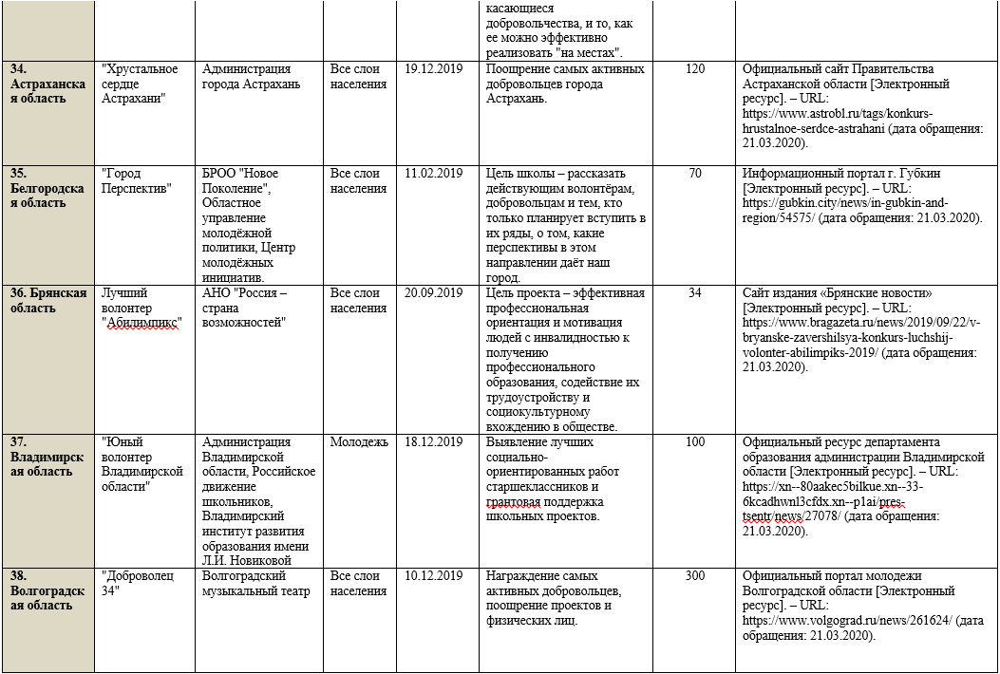 касающиеся
добровольчества, и то, как
ее можно эффективно
реализовать "на местах".
34.
Астраханска
я область
"Хрустальное
сердце
Астрахани"
Администрация
города Астрахань
Все слои
населения
19.12.2019
Поощрение самых активных
добровольцев города
Астрахань.
120
Официальный сайт Правительства
Астраханской области [Электронный
ресурс]. – URL:
https://www.astrobl.ru/tags/konkurs-
hrustalnoe-serdce-astrahani (дата обращения:
21.03.2020).
35.
Белгородска
я область
"Город
Перспектив"
БРОО "Новое
Поколение",
Областное
управление
молодёжной
политики, Центр
молодёжных
инициатив.
Все слои
населения
11.02.2019
Цель школы – рассказать
действующим волонтёрам,
добровольцам и тем, кто
только планирует вступить в
их ряды, о том, какие
перспективы в этом
направлении даёт наш
город.
70
Информационный портал г. Губкин
[Электронный ресурс]. – URL:
https://gubkin.city/news/in-gubkin-and-
region/54575/ (дата обращения: 21.03.2020).
36. Брянская
область
Лучший
волонтер
"Абилимпикс"
АНО "Россия –
страна
возможностей"
Все слои
населения
20.09.2019
Цель проекта – эффективная
профессиональная
ориентация и мотивация
людей с инвалидностью к
получению
профессионального
образования, содействие их
трудоустройству и
социокультурному
вхождению в обществе.
34
Сайт издания «Брянские новости»
[Электронный ресурс]. – URL:
https://www.bragazeta.ru/news/2019/09/22/v-
bryanske-zavershilsya-konkurs-luchshij-
volonter-abilimpiks-2019/ (дата обращения:
21.03.2020).
37.
Владимирск
ая область
"Юный
волонтер
Владимирской
области"
Администрация
Владимирской
области, Российское
движение
школьников,
Владимирский
институт развития
образования имени
Л.И. Новиковой
Молодежь
18.12.2019
Выявление лучших
социально-
ориентированных работ
старшеклассников и
грантовая поддержка
школьных проектов.
100
Официальный ресурс департамента
образования администрации Владимирской
области [Электронный ресурс]. – URL:
https://xn--80aakec5bilkue.xn--33-
6kcadhwnl3cfdx.xn--p1ai/pres-
tsentr/news/27078/ (дата обращения:
21.03.2020).
38.
Волгоградск
ая область
"Доброволец
34"
Волгоградский
музыкальный театр
Все слои
населения
10.12.2019
Награждение самых
активных добровольцев,
поощрение проектов и
физических лиц.
300
Официальный портал молодежи
Волгоградской области [Электронный
ресурс]. – URL:
https://www.volgograd.ru/news/261624/ (дата
обращения: 21.03.2020).